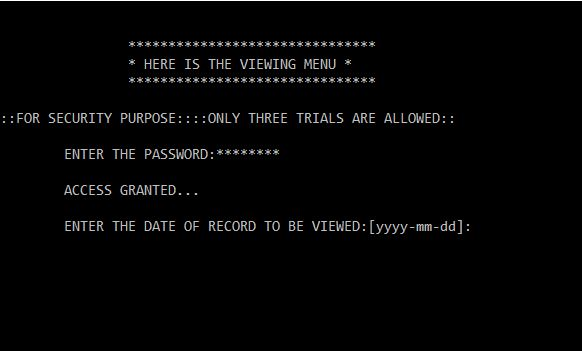 *******************************
* HERE IS THE VIEWING MENU *
*******************************
::FOR SECURITY PURPOSE::::ONLY THREE TRIALS ARE ALLOWED::
ENTER THE PASSWORD:********
ACCESS GRANTED...
ENTER THE DATE OF RECORD TO BE VIEWED:[yyyy-mm-dd]: